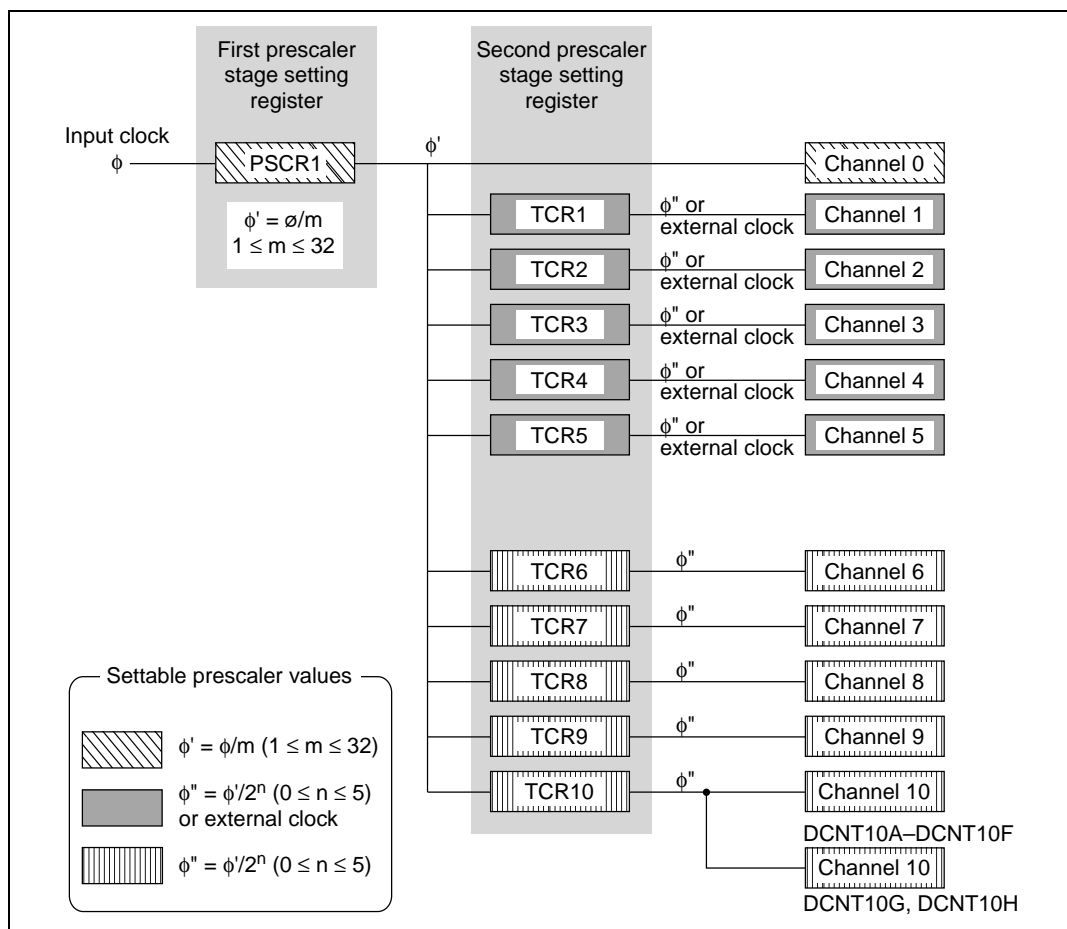 First prescaler
stage setting
register
Second prescaler
stage setting
register
Input clock
ϕ
PSCR1
ϕ'
Channel 0
ϕ' = ø/m
1 ≤ m ≤ 32
TCR1
ϕ" or
external clock
Channel 1
TCR2
ϕ" or
external clock
Channel 2
TCR3
ϕ" or
external clock
Channel 3
TCR4
ϕ" or
external clock
Channel 4
TCR5
ϕ" or
external clock
Channel 5
TCR6
ϕ"
Channel 6
TCR7
ϕ"
Channel 7
TCR8
ϕ"
Channel 8
TCR9
ϕ"
Channel 9
TCR10
ϕ"
Channel 10
DCNT10A–DCNT10F
Channel 10
DCNT10G, DCNT10H
Settable prescaler values
ϕ' = ϕ/m (1 ≤ m ≤ 32)
ϕ" = ϕ'/2ⁿ (0 ≤ n ≤ 5)
or external clock
ϕ" = ϕ'/2ⁿ (0 ≤ n ≤ 5)